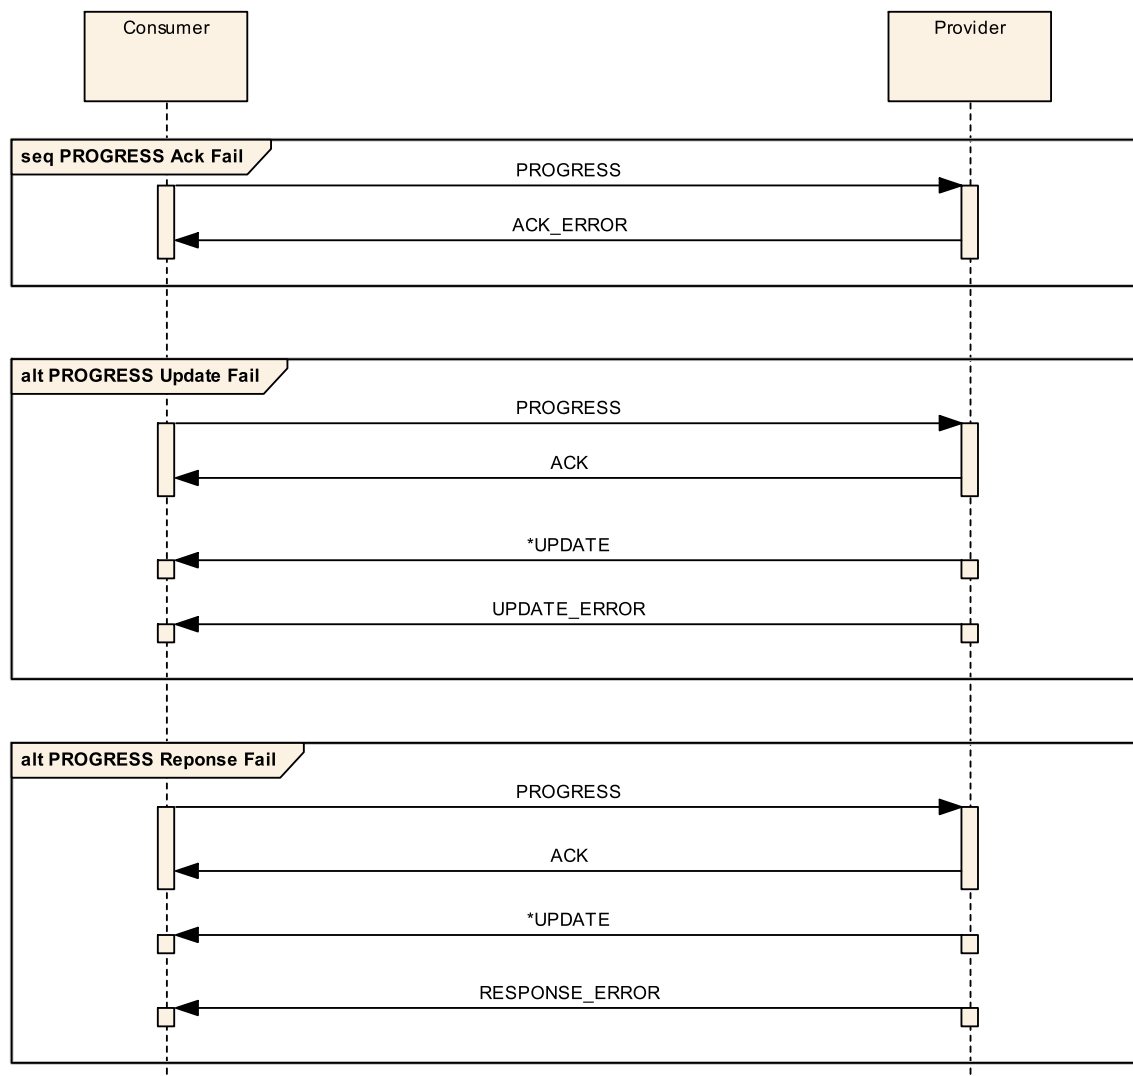 Consumer
Provider
seq PROGRESS Ack Fail
PROGRESS
ACK_ERROR
alt PROGRESS Update Fail
PROGRESS
ACK
*UPDATE
UPDATE_ERROR
alt PROGRESS Reponse Fail
PROGRESS
ACK
*UPDATE
RESPONSE_ERROR